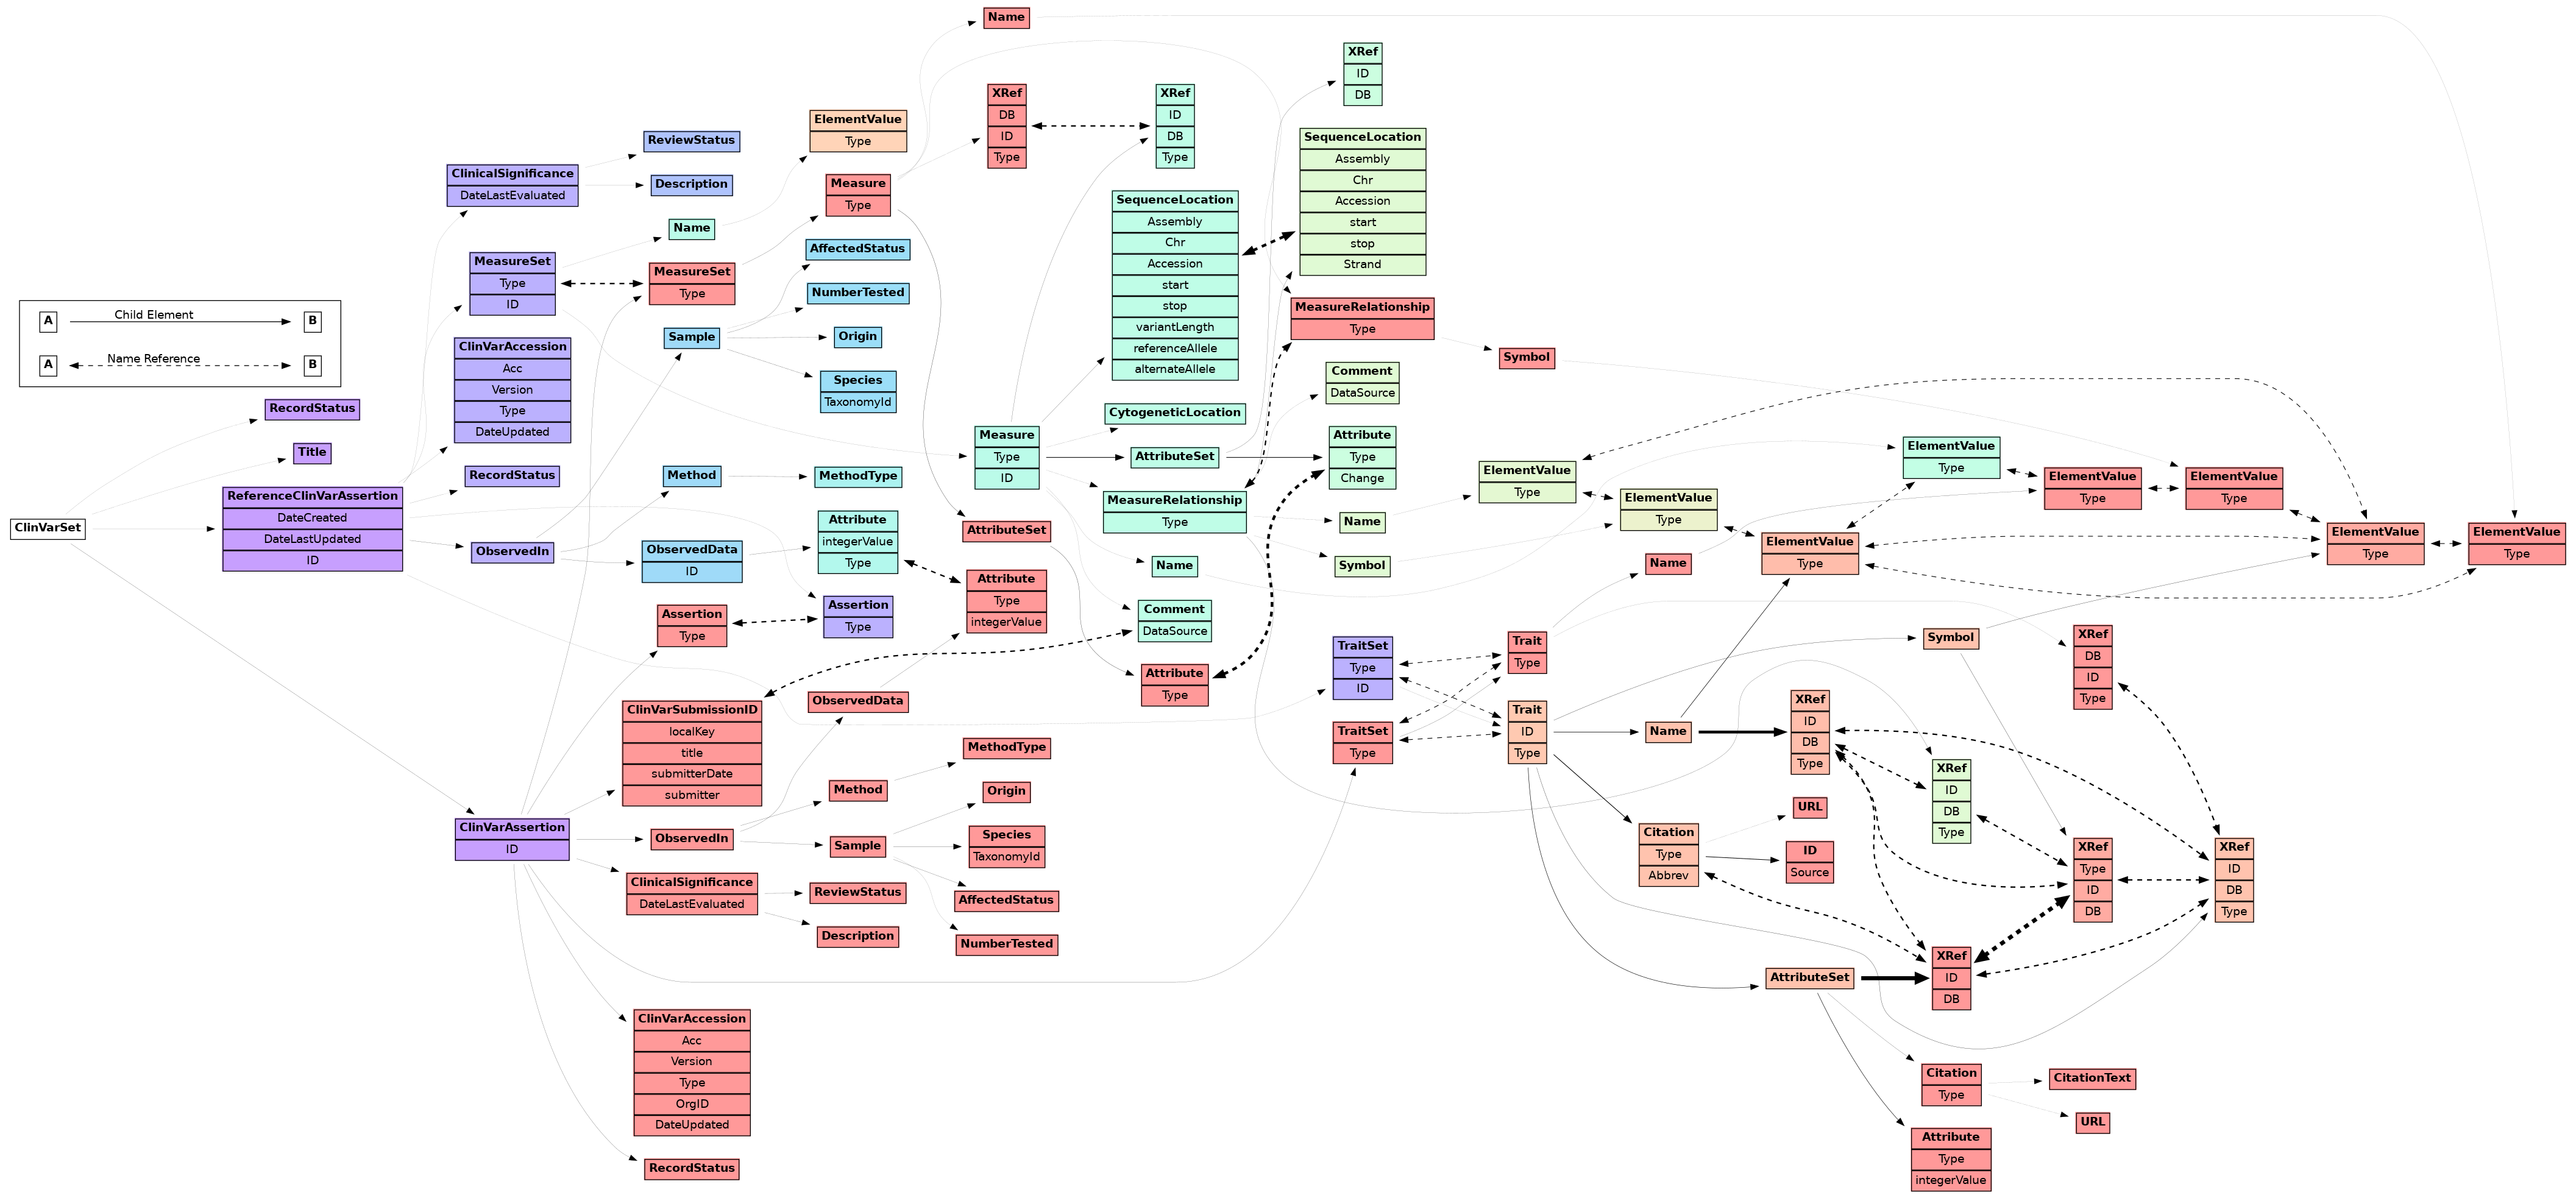 Child Element
A
B
Name Reference
A
B
ClinVarSet
RecordStatus
Title
ReferenceClinVarAssertion
DateCreated
DateLastUpdated
ID
ClinicalSignificance
DateLastEvaluated
MeasureSet
Type
ID
ClinVarAccession
Acc
Version
Type
DateUpdated
RecordStatus
ObservedIn
ClinVarAssertion
ID
ReviewStatus
Description
Name
MeasureSet
Type
Sample
Method
ObservedData
ID
Assertion
Type
ClinVarSubmissionID
localKey
title
submitterDate
submitter
ObservedIn
ClinicalSignificance
DateLastEvaluated
ClinVarAccession
Acc
Version
Type
OrgID
DateUpdated
RecordStatus
ElementValue
Type
Measure
Type
AffectedStatus
NumberTested
Origin
Species
TaxonomyId
MethodType
Attribute
integerValue
Type
Assertion
Type
ObservedData
Method
Sample
ReviewStatus
Description
Name
XRef
DB
ID
Type
Measure
Type
ID
AttributeSet
Attribute
Type
integerValue
MethodType
Origin
Species
TaxonomyId
AffectedStatus
NumberTested
XRef
ID
DB
Type
SequenceLocation
Assembly
Chr
Accession
start
stop
variantLength
referenceAllele
alternateAllele
CytogeneticLocation
AttributeSet
MeasureRelationship
Type
Name
Comment
DataSource
Attribute
Type
XRef
ID
DB
SequenceLocation
Assembly
Chr
Accession
start
stop
Strand
MeasureRelationship
Type
Comment
DataSource
Attribute
Type
Change
Name
Symbol
TraitSet
Type
ID
TraitSet
Type
Symbol
ElementValue
Type
Trait
Type
Trait
ID
Type
ElementValue
Type
Name
Name
Citation
Type
Abbrev
ElementValue
Type
XRef
ID
DB
Type
URL
ID
Source
AttributeSet
ElementValue
Type
Symbol
XRef
ID
DB
Type
XRef
ID
DB
Citation
Type
Attribute
Type
integerValue
ElementValue
Type
XRef
DB
ID
Type
XRef
Type
ID
DB
CitationText
URL
ElementValue
Type
XRef
ID
DB
Type
ElementValue
Type
ElementValue
Type